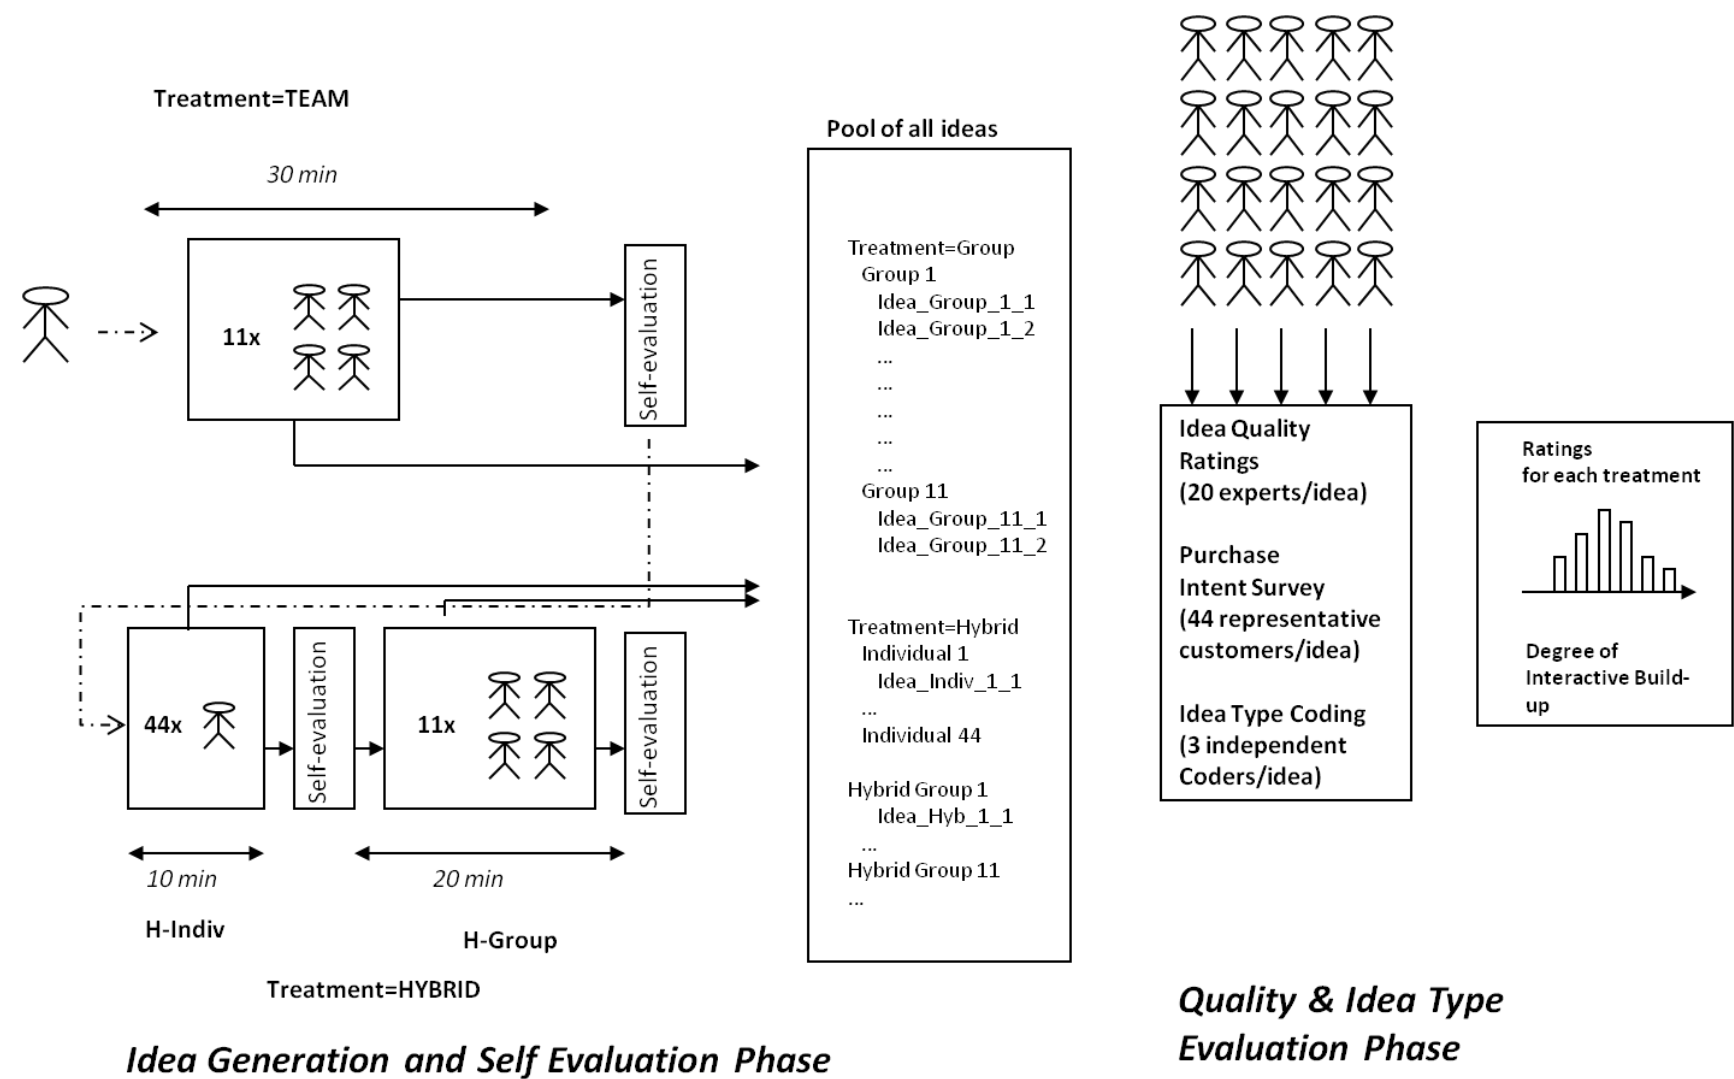 Treatment=TEAM
30 min
11x
Self-evaluation
44x
Self-evaluation
11x
Self-evaluation
10 min
20 min
H-Indiv
H-Group
Treatment=HYBRID
Idea Generation and Self Evaluation Phase
Pool of all ideas
Treatment=Group
Group 1
Idea_Group_1_1
Idea_Group_1_2
...
...
...
...
...
Group 11
Idea_Group_11_1
Idea_Group_11_2
Treatment=Hybrid
Individual 1
Idea_Indiv_1_1
...
Individual 44
Hybrid Group 1
Idea_Hyb_1_1
...
Hybrid Group 11
...
Idea Quality
Ratings
(20 experts/idea)
Purchase
Intent Survey
(44 representative
customers/idea)
Idea Type Coding
(3 independent
Coders/idea)
Ratings
for each treatment
Degree of
Interactive Build-
up
Quality & Idea Type
Evaluation Phase